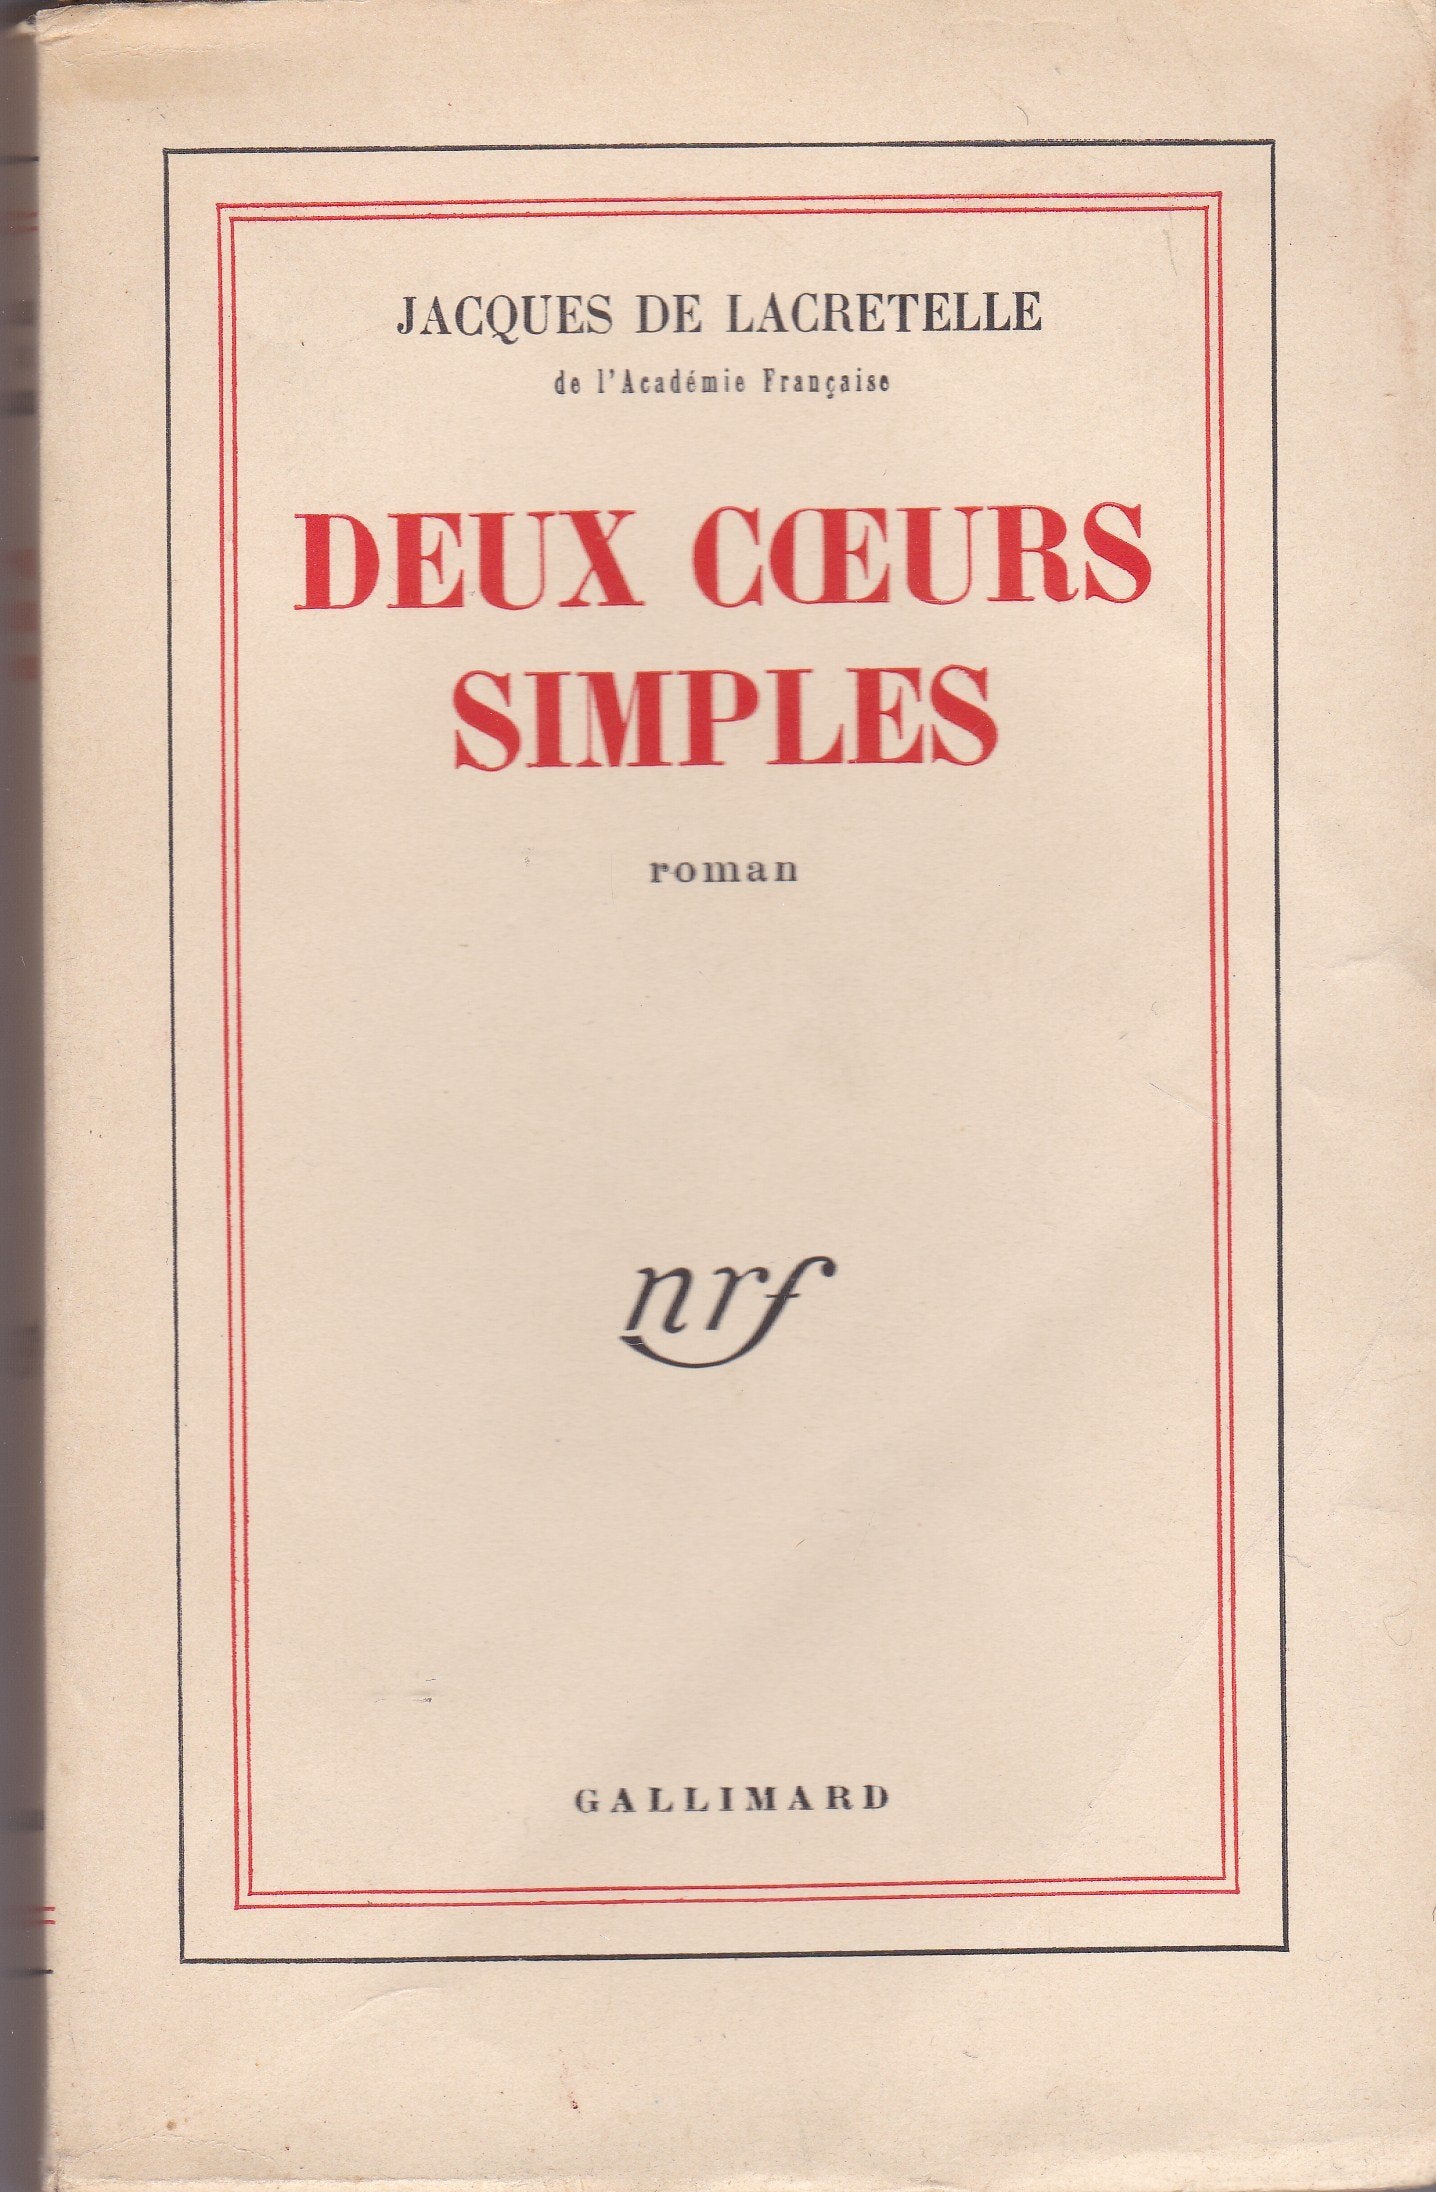 JACQUES DE LACRETELLE
de l'Académie Française
DEUX CŒURS
SIMPLES
roman
nrf
GALLIMARD